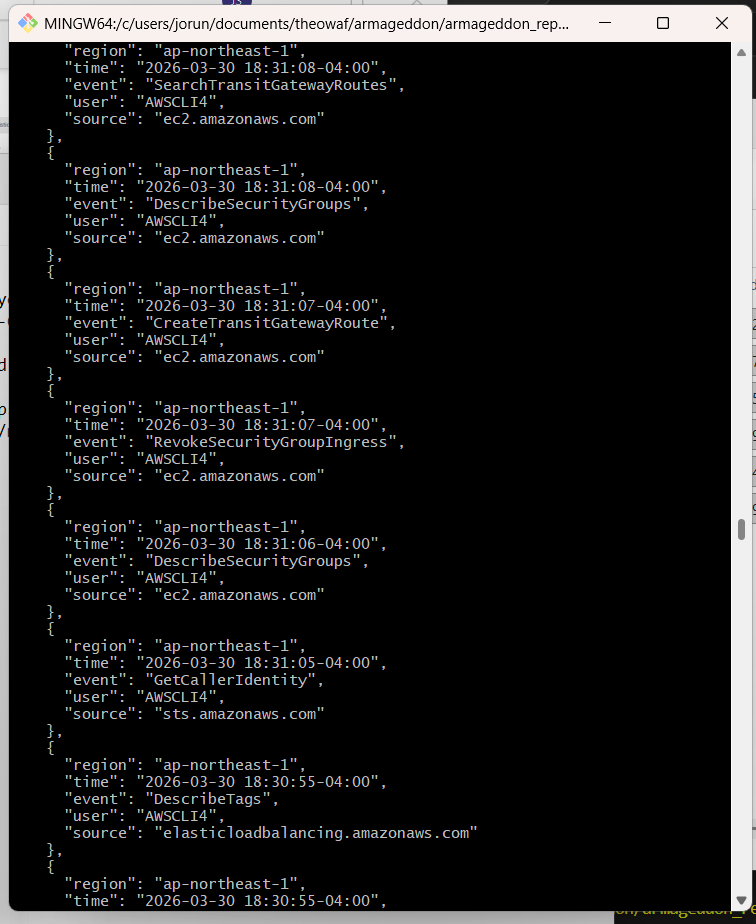 MINGW64:/c/users/jorun/documents/theowaf/armageddon/armageddon_rep...
"region": "ap-northeast-1",
"time": "2026-03-30 18:31:08-04:00",
"event": "SearchTransitGatewayRoutes",
"user": "AWSCLI4",
"source": "ec2.amazonaws.com"
},
{
"region": "ap-northeast-1",
"time": "2026-03-30 18:31:08-04:00",
"event": "DescribeSecurityGroups",
"user": "AWSCLI4",
"source": "ec2.amazonaws.com"
},
{
"region": "ap-northeast-1",
"time": "2026-03-30 18:31:07-04:00",
"event": "CreateTransitGatewayRoute",
"user": "AWSCLI4",
"source": "ec2.amazonaws.com"
},
{
"region": "ap-northeast-1",
"time": "2026-03-30 18:31:07-04:00",
"event": "RevokeSecurityGroupIngress",
"user": "AWSCLI4",
"source": "ec2.amazonaws.com"
},
{
"region": "ap-northeast-1",
"time": "2026-03-30 18:31:06-04:00",
"event": "DescribeSecurityGroups",
"user": "AWSCLI4",
"source": "ec2.amazonaws.com"
},
{
"region": "ap-northeast-1",
"time": "2026-03-30 18:31:05-04:00",
"event": "GetCallerIdentity",
"user": "AWSCLI4",
"source": "sts.amazonaws.com"
},
{
"region": "ap-northeast-1",
"time": "2026-03-30 18:30:55-04:00",
"event": "DescribeTags",
"user": "AWSCLI4",
"source": "elasticloadbalancing.amazonaws.com"
},
{
"region": "ap-northeast-1",
"time": "2026-03-30 18:30:55-04:00",